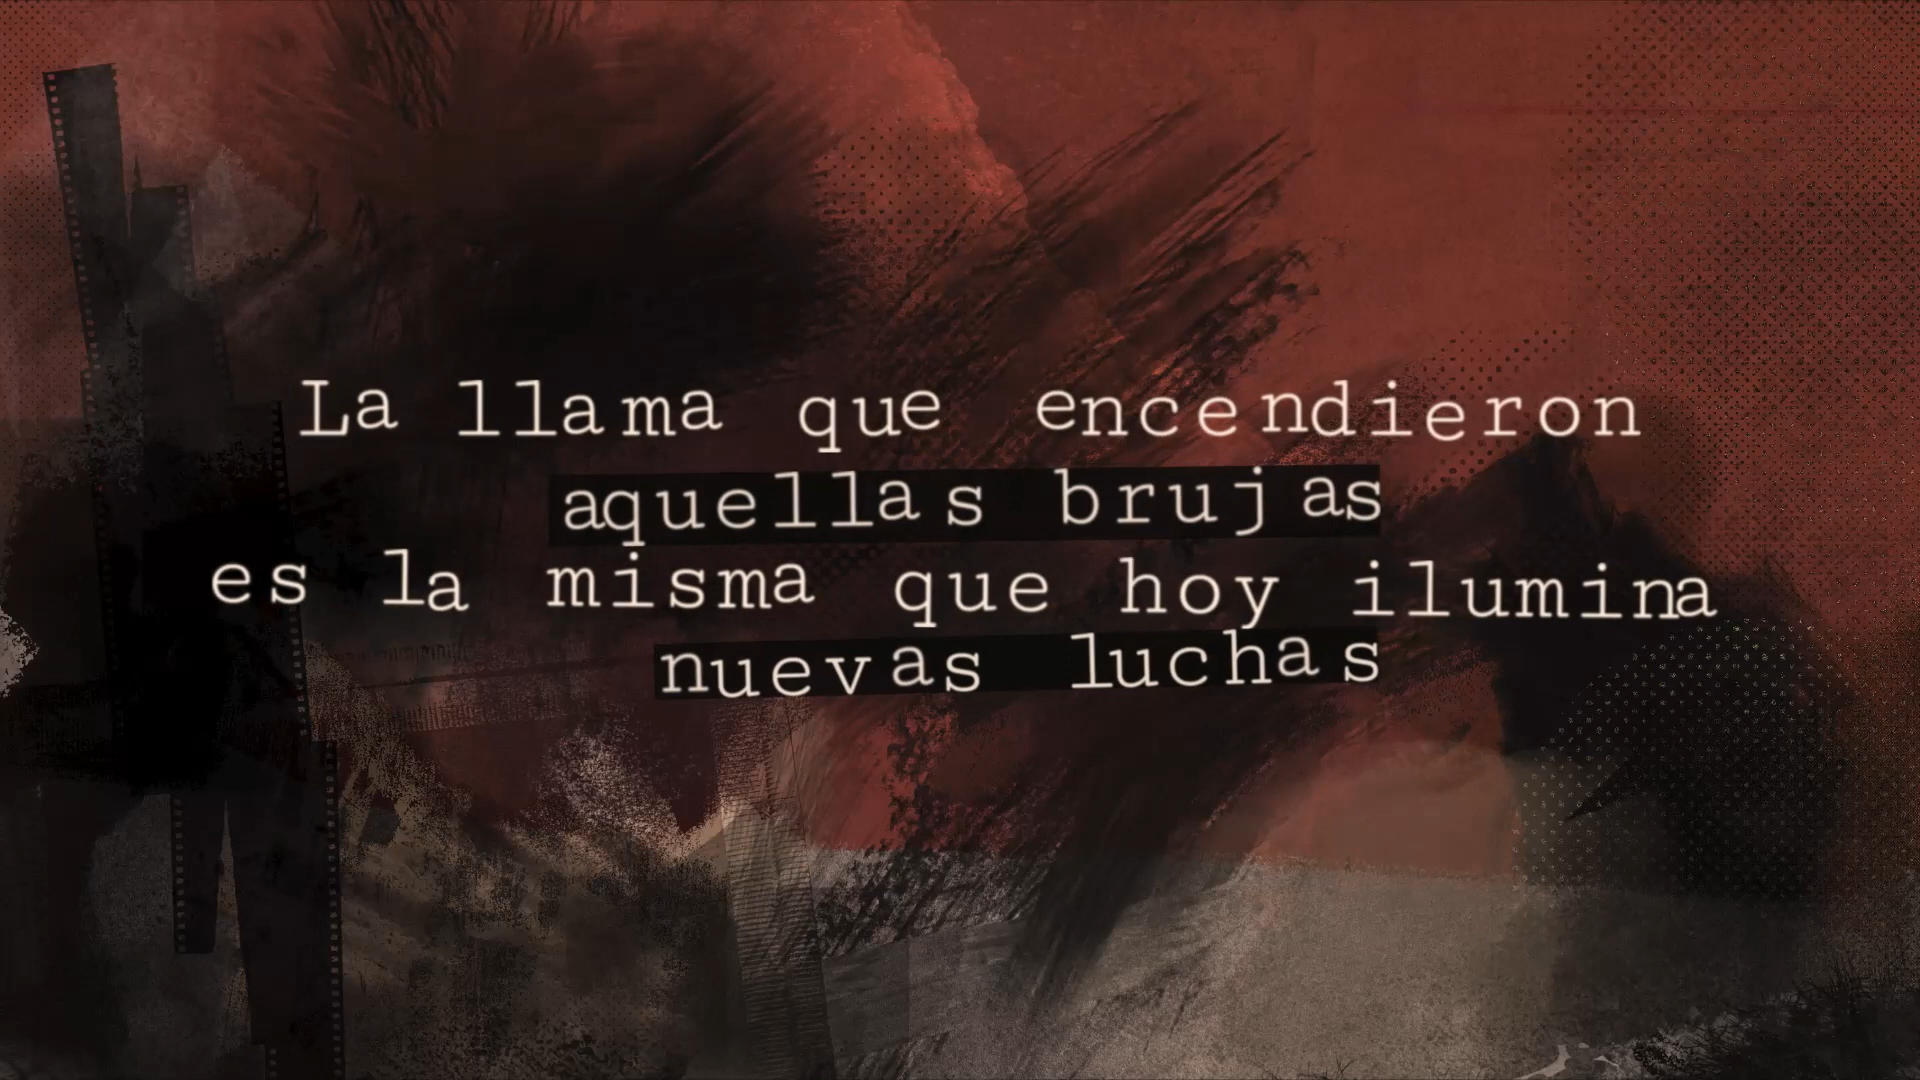 La llama que encendieron
aquellas brujas
es la misma que hoy ilumina
nuevas luchas